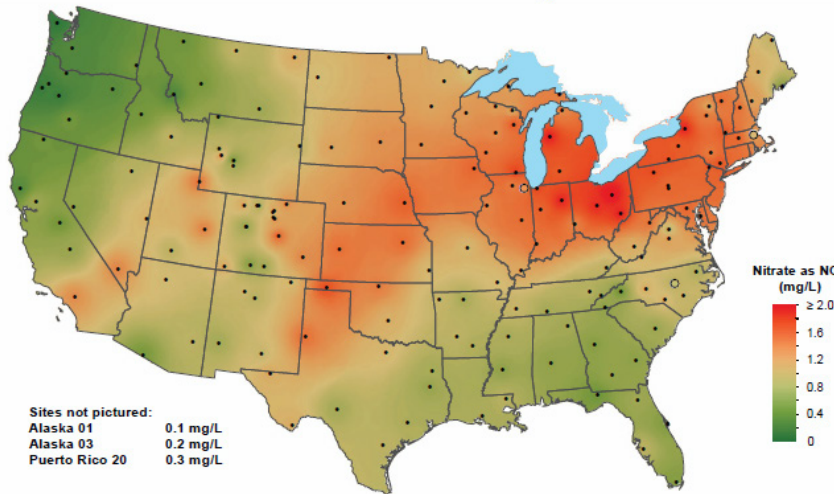 Nitrate as NO
(mg/L)
≥ 2.0
1.6
1.2
0.8
0.4
0
Sites not pictured:
Alaska 01 0.1 mg/L
Alaska 03 0.2 mg/L
Puerto Rico 20 0.3 mg/L